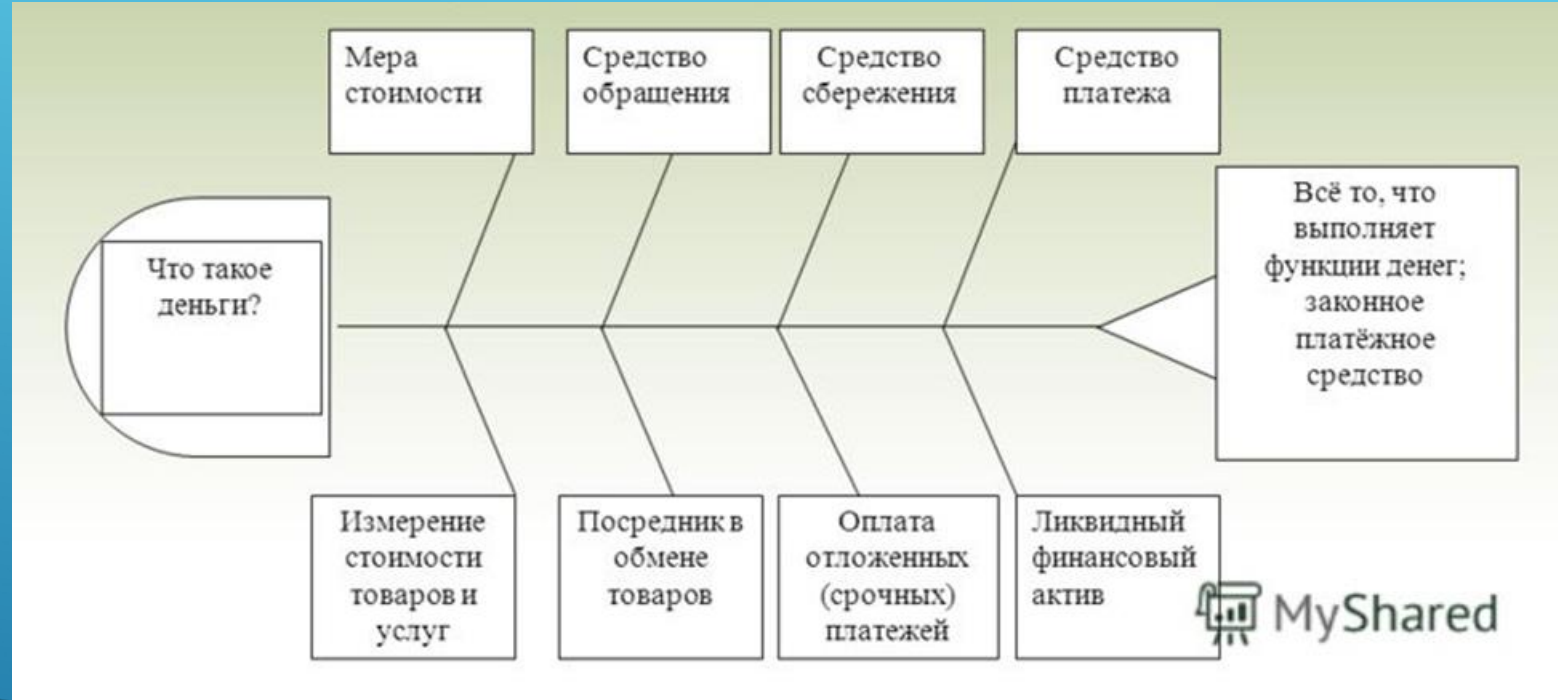 Мера
стоимости
Средство
обращения
Средство
сбережения
Средство
платежа
Что такое
деньги?
Всё то, что
выполняет
функции денег;
законное
платёжное
средство
Измерение
стоимости
товаров и
услуг
Посредник в
обмене
товаров
Оплата
отложенных
(срочных)
платежей
Ликвидный
финансовый
актив
MyShared